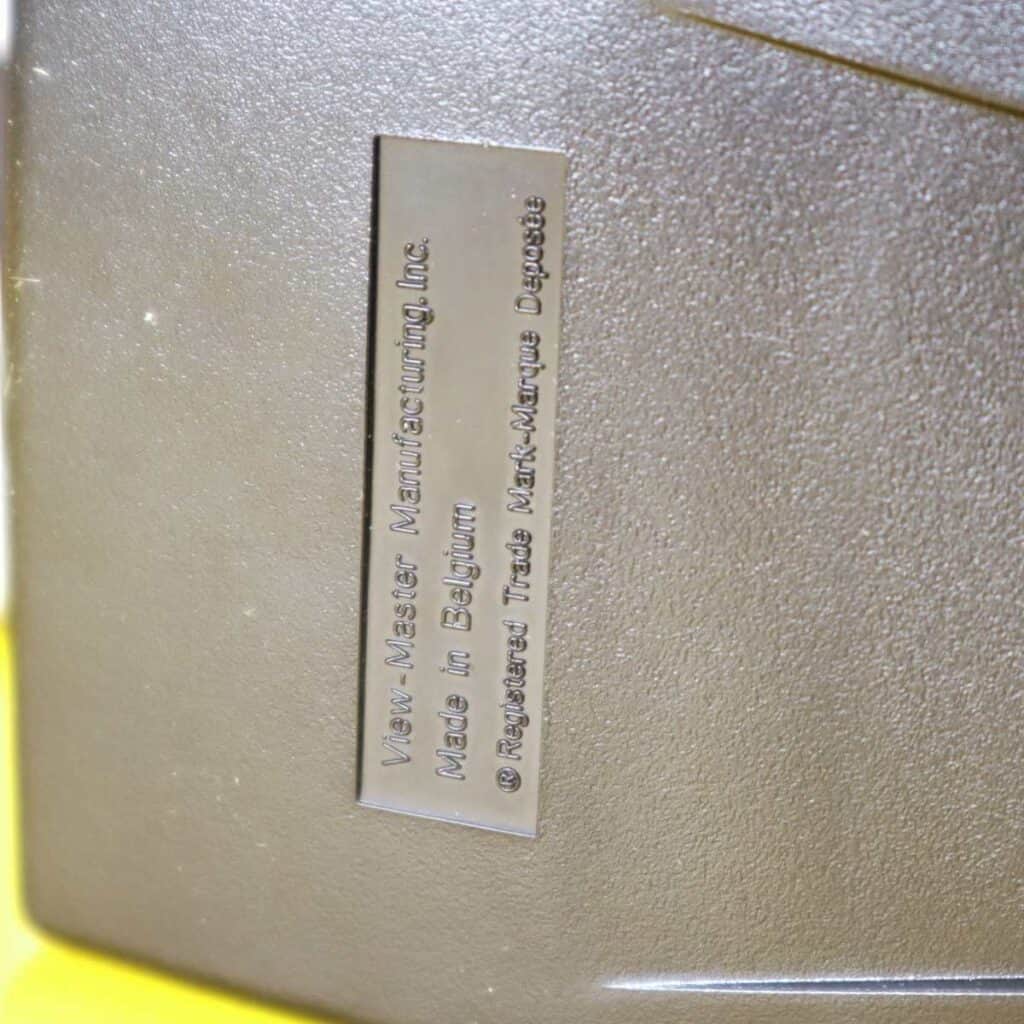 View-Master Manufacturing. Inc.
Made in Belgium
® Registered Trade Mark-Marque Deposée